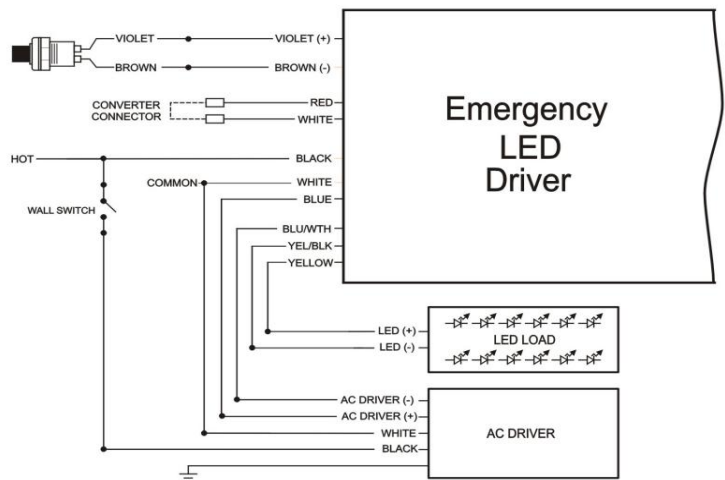 VIOLET VIOLET (+)
BROWN BROWN (-)
CONVERTER
CONNECTOR
RED
WHITE
Emergency
LED
Driver
HOT BLACK
COMMON WHITE
BLUE
WALL SWITCH
BLU/WTH
YEL/BLK
YELLOW
LED (+)
LED (-)
LED LOAD
AC DRIVER (-)
AC DRIVER (+)
WHITE
BLACK
AC DRIVER